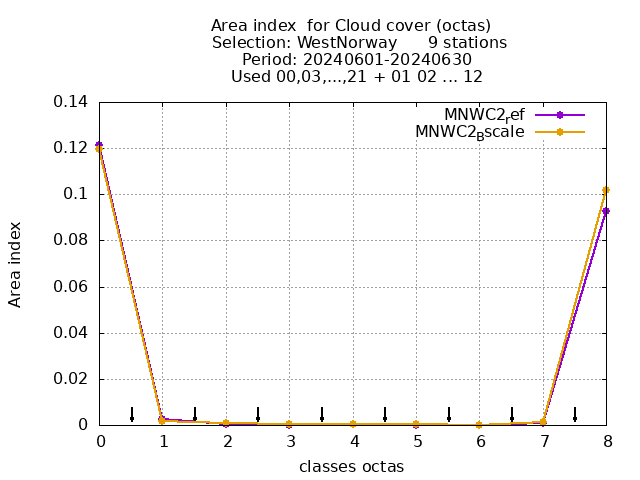 Area index  for Cloud cover (octas)
Selection: WestNorway      9 stations
Period: 20240601-20240630
Used 00,03,...,21 + 01 02 ... 12
MNWC2ref
MNWC2Bscale
0.14
0.12
0.1
0.08
0.06
0.04
0.02
0
Area index
0 1 2 3 4 5 6 7 8
classes octas